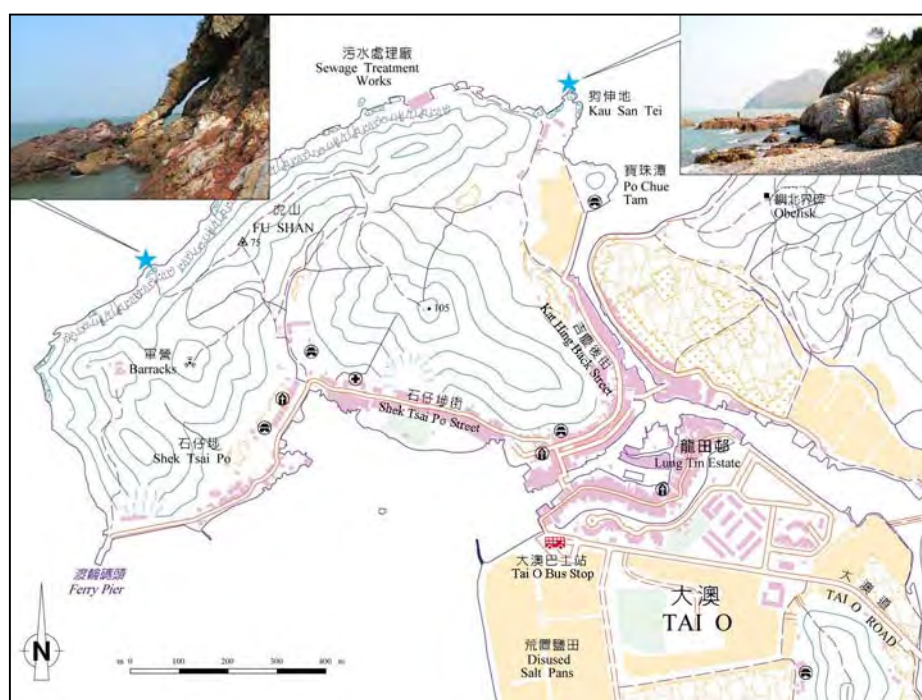 污水處理廠
Sewage Treatment
Works
狗伸地
Kau San Tei
寶珠潭
Po Chue
Tam
嶼北界碑
Obelisk
虎山
FU SHAN
75
105
吉慶後街
Kat Hing Back Street
軍營
Barracks
石仔埗街
Shek Tsai Po Street
石仔埗
Shek Tsai Po
龍田邨
Lung Tin Estate
渡輪碼頭
Ferry Pier
大澳巴士站
Tai O Bus Stop
大澳
TAI O
大澳道
TAI O ROAD
荒置鹽田
Disused
Salt Pans
N
0 100 200 300 400